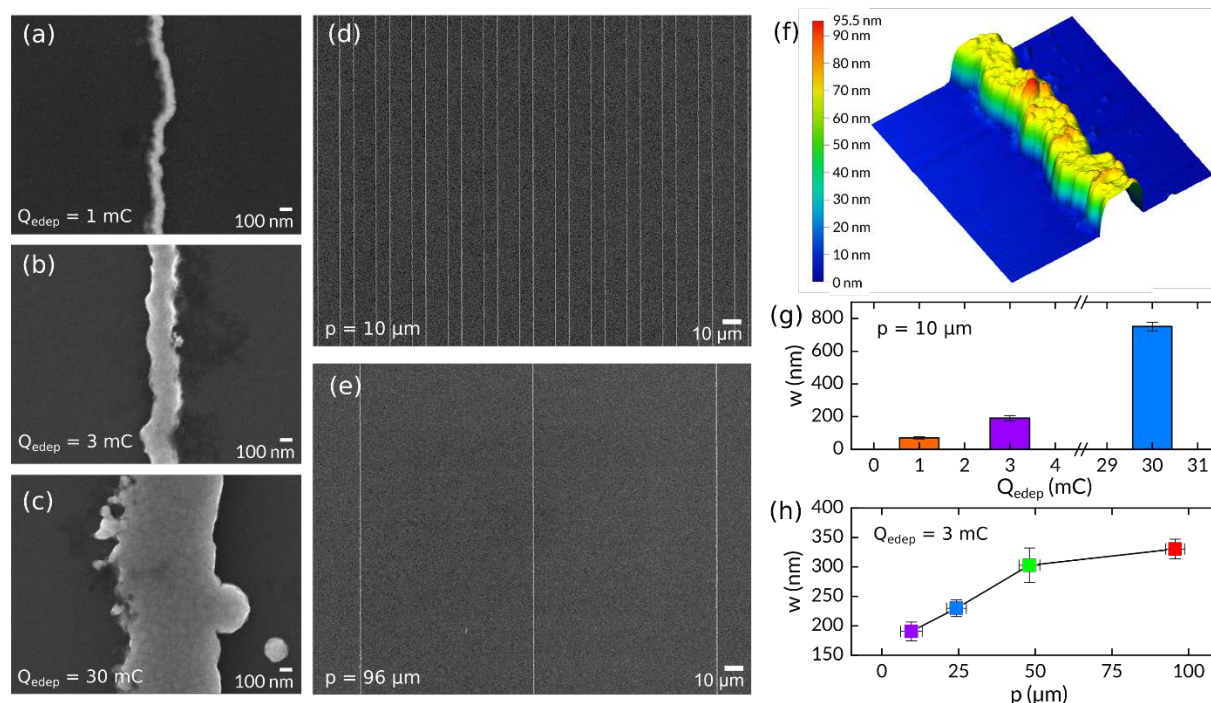 (a)
Qedep = 1 mC
100 nm
(b)
Qedep = 3 mC
100 nm
(c)
Qedep = 30 mC
100 nm
(d)
p = 10 µm
10 µm
(e)
p = 96 µm
10 µm
(f)
95.5 nm
90 nm
80 nm
70 nm
60 nm
50 nm
40 nm
30 nm
20 nm
10 nm
0 nm
(g)
p = 10 µm
w (nm)
800
600
400
200
0
0 1 2 3 4 29 30 31
Qedep (mC)
(h)
Qedep = 3 mC
w (nm)
400
350
300
250
200
150
0 25 50 75 100
p (µm)